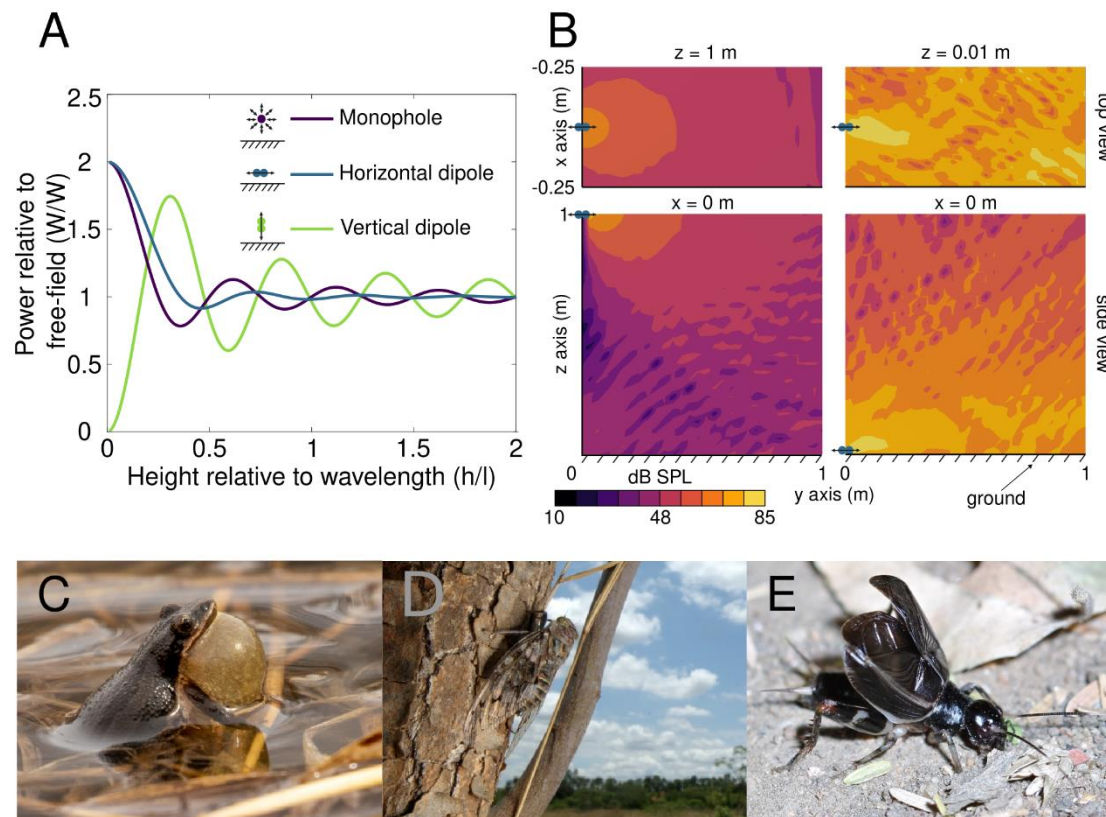 A
Power relative to
free-field (W/W)
2.5
2
1.5
1
0.5
0
0
0.5
1
1.5
2
Height relative to wavelength (h/l)
Monophole
Horizontal dipole
Vertical dipole
B
z = 1 m
z = 0.01 m
-0.25
x axis (m)
-0.25
top view
x = 0 m
x = 0 m
1
z axis (m)
side view
0
1
0
1
dB SPL
y axis (m)
ground
10
48
85
C
D
E